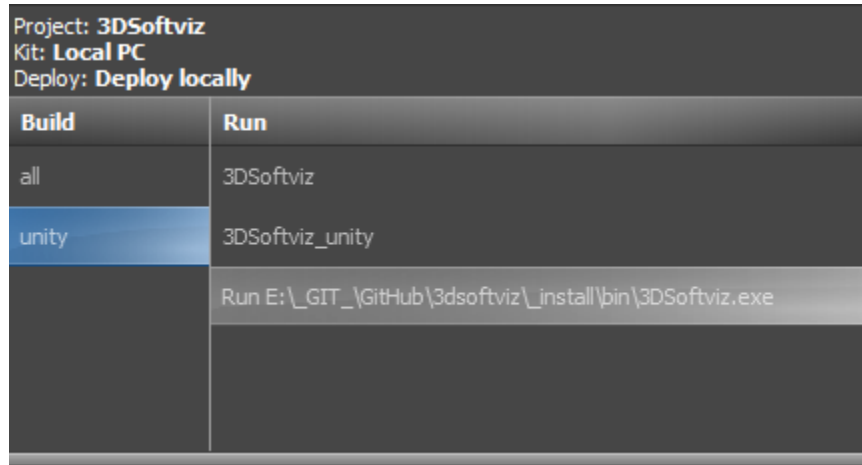 Project: 3DSoftviz
Kit: Local PC
Deploy: Deploy locally
Build
Run
all
3DSoftviz
unity
3DSoftviz_unity
Run E:\_GIT_\GitHub\3dsoftviz\_install\bin\3DSoftviz.exe